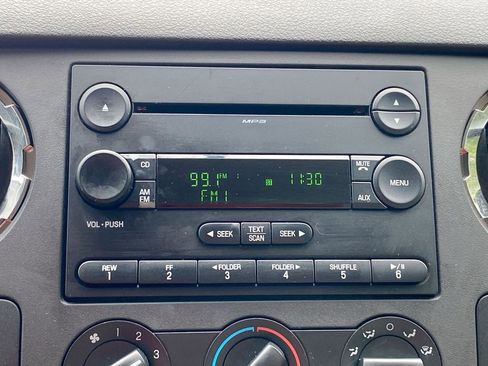 MP3
CD
99.1 FM 11:30
MUTE
MENU
AM
FM
FM1
AUX
VOL • PUSH
◄ SEEK
TEXT
SCAN
SEEK ►
REW
1
FF
2
◄ FOLDER
3
FOLDER ►
4
SHUFFLE
5
►/II
6
1 2 3 4